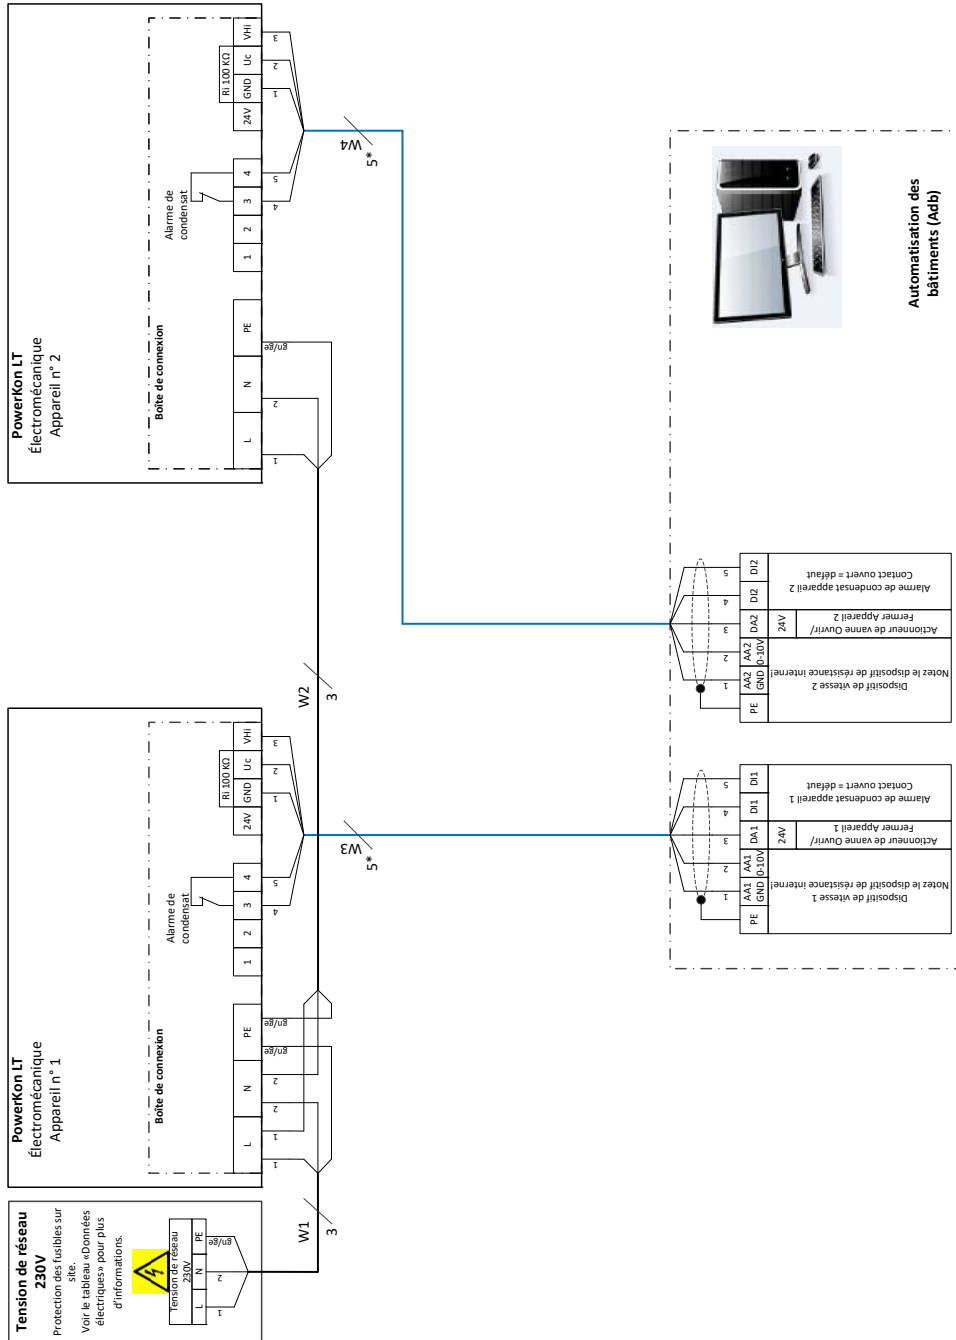 Tension de réseau
230V
Protection des fusibles sur
site.
Voir le tableau «Données
électriques» pour plus
d'informations.
Tension de réseau
230V
L
N
PE
1
2
gn/ge
W1
3
PowerKon LT
Électromécanique
Appareil n° 1
Boîte de connexion
L
N
PE
1
1
2
2
gn/ge
gn/ge
Alarme de
condensat
1
2
3
4
4
5
Ri 100 KΩ
24V
GND
Uc
VHi
1
2
3
W3
5*
W2
3
PowerKon LT
Électromécanique
Appareil n° 2
Boîte de connexion
L
N
PE
1
2
gn/ge
Alarme de
condensat
1
2
3
4
4
5
Ri 100 KΩ
24V
GND
Uc
VHi
1
2
3
W4
5*
1
2
3
4
5
PE
AA1
GND
AA1
0-10V
DA1
DI1
DI1
24V
Dispositif de vitesse 1
Notez le dispositif de résistance interne!
Actionneur de vanne Ouvrir/
Fermer Appareil 1
Alarme de condensat appareil 1
Contact ouvert = défaut
1
2
3
4
5
PE
AA2
GND
AA2
0-10V
DA2
DI2
DI2
24V
Dispositif de vitesse 2
Notez le dispositif de résistance interne!
Actionneur de vanne Ouvrir/
Fermer Appareil 2
Alarme de condensat appareil 2
Contact ouvert = défaut
Automatisation des
bâtiments (Adb)